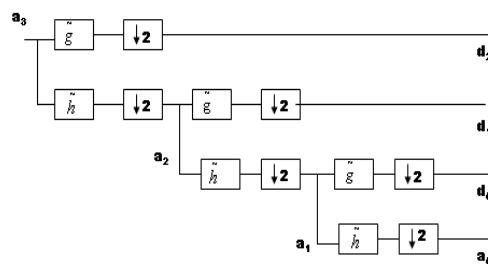 a3
g̃ ↓2
d
h̃ ↓2 g̃ ↓2
d
a2
h̃ ↓2 g̃ ↓2
d
a1
h̃ ↓2
a